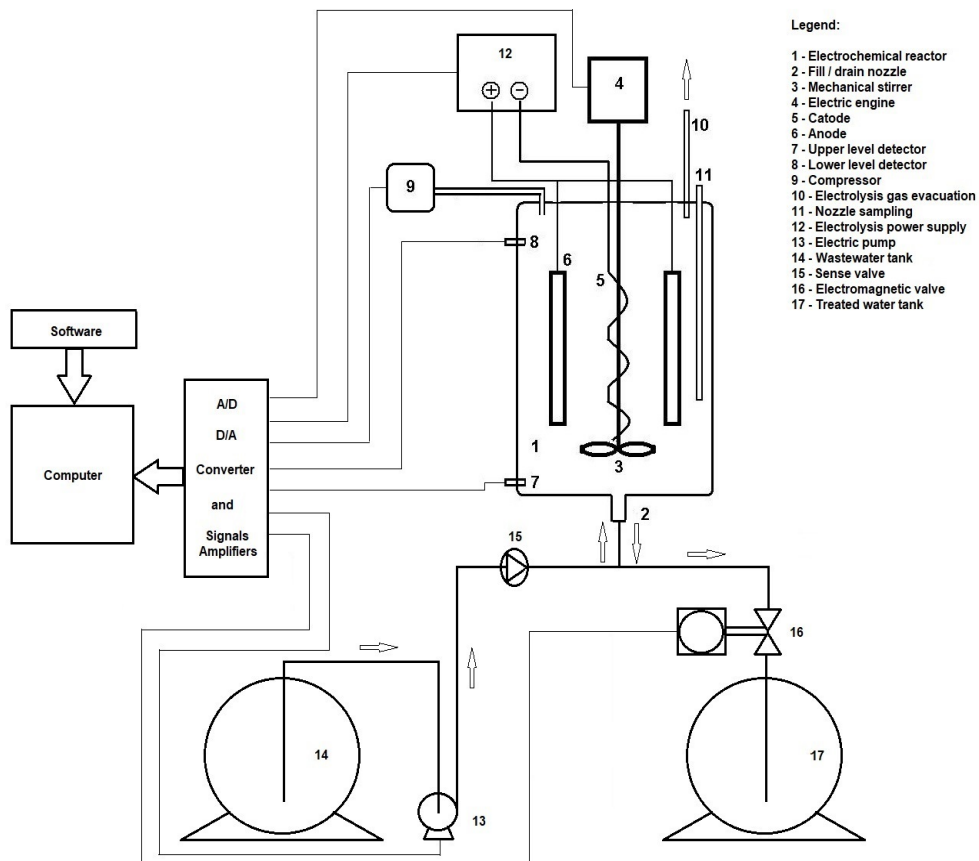 Legend:
1 - Electrochemical reactor
2 - Fill / drain nozzle
3 - Mechanical stirrer
4 - Electric engine
5 - Catode
6 - Anode
7 - Upper level detector
8 - Lower level detector
9 - Compressor
10 - Electrolysis gas evacuation
11 - Nozzle sampling
12 - Electrolysis power supply
13 - Electric pump
14 - Wastewater tank
15 - Sense valve
16 - Electromagnetic valve
17 - Treated water tank
12
+ −
4
10
11
9
8
6
5
1
3
7
2
Software
Computer
A/D
D/A
Converter
and
Signals
Amplifiers
15
16
14
13
17